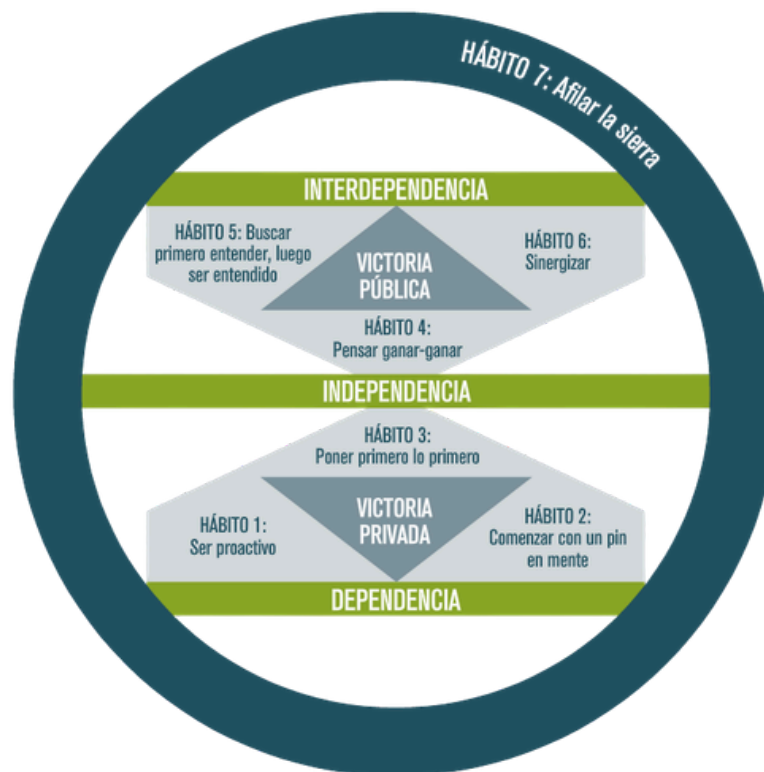 HÁBITO 7: Afilar la sierra
INTERDEPENDENCIA
HÁBITO 5: Buscar
primero entender, luego
ser entendido
VICTORIA
PÚBLICA
HÁBITO 6:
Sinergizar
HÁBITO 4:
Pensar ganar-ganar
INDEPENDENCIA
HÁBITO 3:
Poner primero lo primero
HÁBITO 1:
Ser proactivo
VICTORIA
PRIVADA
HÁBITO 2:
Comenzar con un pin
en mente
DEPENDENCIA